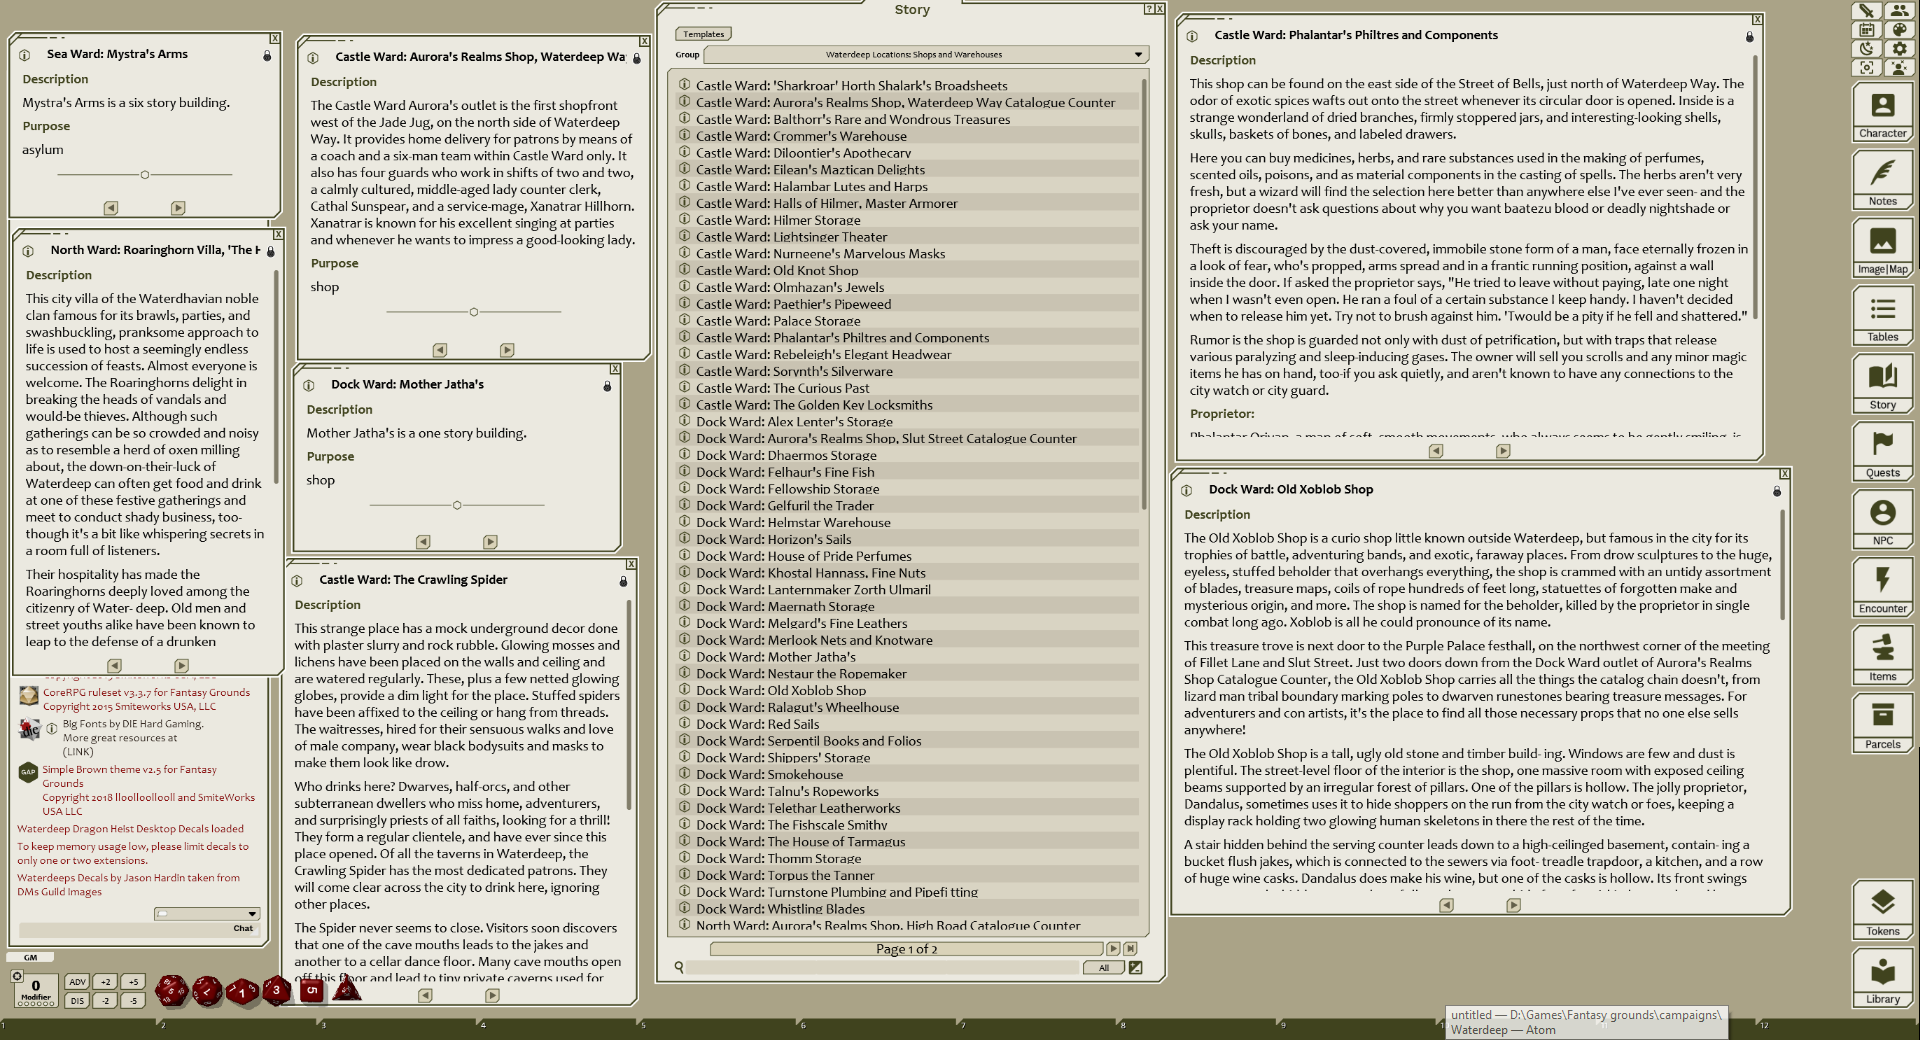 Sea Ward: Mystra's Arms
Description
Mystra's Arms is a six story building.
Purpose
asylum
North Ward: Roaringhorn Villa, 'The H
Description
This city villa of the Waterdhavian noble
clan famous for its brawls, parties, and
swashbuckling, pranksome approach to
life is used to host a seemingly endless
succession of feasts. Almost everyone is
welcome. The Roaringhorns delight in
breaking the heads of vandals and
would-be thieves. Although such
gatherings can be so crowded and noisy
as to resemble a herd of oxen milling
about, the down-on-their-luck of
Waterdeep can often get food and drink
at one of these festive gatherings and
meet to conduct shady business, too-
though it's a bit like whispering secrets in
a room full of listeners.
Their hospitality has made the
Roaringhorns deeply loved among the
citizenry of Water- deep. Old men and
street youths alike have been known to
leap to the defense of a drunken
CoreRPG ruleset v3.3.7 for Fantasy Grounds
Copyright 2015 Smiteworks USA, LLC
Big Fonts by DIE Hard Gaming.
More great resources at
(LINK)
Simple Brown theme v2.5 for Fantasy
Grounds
Copyright 2018 lloolloollooll and SmiteWorks
USA LLC
Waterdeep Dragon Heist Desktop Decals loaded
To keep memory usage low, please limit decals to
only one or two extensions.
Waterdeeps Decals by Jason Hardin taken from
DMs Guild Images
Chat
GM
0
Modifier
ADV
+2
+5
DIS
-2
-5
Castle Ward: Aurora's Realms Shop, Waterdeep Wa
Description
The Castle Ward Aurora's outlet is the first shopfront
west of the Jade Jug, on the north side of Waterdeep
Way. It provides home delivery for patrons by means of
a coach and a six-man team within Castle Ward only. It
also has four guards who work in shifts of two and two,
a calmly cultured, middle-aged lady counter clerk,
Cathal Sunspear, and a service-mage, Xanatrar Hillhorn.
Xanatrar is known for his excellent singing at parties
and whenever he wants to impress a good-looking lady.
Purpose
shop
Dock Ward: Mother Jatha's
Description
Mother Jatha's is a one story building.
Purpose
shop
Castle Ward: The Crawling Spider
Description
This strange place has a mock underground decor done
with plaster slurry and rock rubble. Glowing mosses and
lichens have been placed on the walls and ceiling and
are watered regularly. These, plus a few netted glowing
globes, provide a dim light for the place. Stuffed spiders
have been affixed to the ceiling or hang from threads.
The waitresses, hired for their sensuous walks and love
of male company, wear black bodysuits and masks to
make them look like drow.
Who drinks here? Dwarves, half-orcs, and other
subterranean dwellers who miss home, adventurers,
and surprisingly priests of all faiths, looking for a thrill!
They form a regular clientele, and have ever since this
place opened. Of all the taverns in Waterdeep, the
Crawling Spider has the most dedicated patrons. They
will come clear across the city to drink here, ignoring
other places.
The Spider never seems to close. Visitors soon discovers
that one of the cave mouths leads to the jakes and
another to a cellar dance floor. Many cave mouths open
off this floor and lead to tiny private caverns used for
Story
Templates
Group
Waterdeep Locations: Shops and Warehouses
Castle Ward: 'Sharkroar' Horth Shalark's Broadsheets
Castle Ward: Aurora's Realms Shop, Waterdeep Way Catalogue Counter
Castle Ward: Balthorr's Rare and Wondrous Treasures
Castle Ward: Crommer's Warehouse
Castle Ward: Diloontier's Apothecary
Castle Ward: Eilean's Maztican Delights
Castle Ward: Halambar Lutes and Harps
Castle Ward: Halls of Hilmer, Master Armorer
Castle Ward: Hilmer Storage
Castle Ward: Lightsinger Theater
Castle Ward: Nurneene's Marvelous Masks
Castle Ward: Old Knot Shop
Castle Ward: Olmhazan's Jewels
Castle Ward: Paethier's Pipeweed
Castle Ward: Palace Storage
Castle Ward: Phalantar's Philtres and Components
Castle Ward: Rebeleigh's Elegant Headwear
Castle Ward: Sorynth's Silverware
Castle Ward: The Curious Past
Castle Ward: The Golden Key Locksmiths
Dock Ward: Alex Lenter's Storage
Dock Ward: Aurora's Realms Shop, Slut Street Catalogue Counter
Dock Ward: Dhaermos Storage
Dock Ward: Felhaur's Fine Fish
Dock Ward: Fellowship Storage
Dock Ward: Gelfuril the Trader
Dock Ward: Helmstar Warehouse
Dock Ward: Horizon's Sails
Dock Ward: House of Pride Perfumes
Dock Ward: Khostal Hannass, Fine Nuts
Dock Ward: Lanternmaker Zorth Ulmaril
Dock Ward: Maernath Storage
Dock Ward: Melgard's Fine Leathers
Dock Ward: Merlook Nets and Knotware
Dock Ward: Mother Jatha's
Dock Ward: Nestaur the Ropemaker
Dock Ward: Old Xoblob Shop
Dock Ward: Ralagut's Wheelhouse
Dock Ward: Red Sails
Dock Ward: Serpentil Books and Folios
Dock Ward: Shippers' Storage
Dock Ward: Smokehouse
Dock Ward: Talnu's Ropeworks
Dock Ward: Telethar Leatherworks
Dock Ward: The Fishscale Smithy
Dock Ward: The House of Tarmagus
Dock Ward: Thomm Storage
Dock Ward: Torpus the Tanner
Dock Ward: Turnstone Plumbing and Pipefi tting
Dock Ward: Whistling Blades
North Ward: Aurora's Realms Shop, High Road Catalogue Counter
Page 1 of 2
All
Castle Ward: Phalantar's Philtres and Components
Description
This shop can be found on the east side of the Street of Bells, just north of Waterdeep Way. The
odor of exotic spices wafts out onto the street whenever its circular door is opened. Inside is a
strange wonderland of dried branches, firmly stoppered jars, and interesting-looking shells,
skulls, baskets of bones, and labeled drawers.
Here you can buy medicines, herbs, and rare substances used in the making of perfumes,
scented oils, poisons, and as material components in the casting of spells. The herbs aren't very
fresh, but a wizard will find the selection here better than anywhere else I've ever seen- and the
proprietor doesn't ask questions about why you want baatezu blood or deadly nightshade or
ask your name.
Theft is discouraged by the dust-covered, immobile stone form of a man, face eternally frozen in
a look of fear, who's propped, arms spread and in a frantic running position, against a wall
inside the door. If asked the proprietor says, "He tried to leave without paying, late one night
when I wasn't even open. He ran a foul of a certain substance I keep handy. I haven't decided
when to release him yet. Try not to brush against him. 'Twould be a pity if he fell and shattered."
Rumor is the shop is guarded not only with dust of petrification, but with traps that release
various paralyzing and sleep-inducing gases. The owner will sell you scrolls and any minor magic
items he has on hand, too-if you ask quietly, and aren't known to have any connections to the
city watch or city guard.
Proprietor:
Phalantar Orivan, a man of soft, smooth movements, who always seems to be gently smiling, is
Dock Ward: Old Xoblob Shop
Description
The Old Xoblob Shop is a curio shop little known outside Waterdeep, but famous in the city for its
trophies of battle, adventuring bands, and exotic, faraway places. From drow sculptures to the huge,
eyeless, stuffed beholder that overhangs everything, the shop is crammed with an untidy assortment
of blades, treasure maps, coils of rope hundreds of feet long, statuettes of forgotten make and
mysterious origin, and more. The shop is named for the beholder, killed by the proprietor in single
combat long ago. Xoblob is all he could pronounce of its name.
This treasure trove is next door to the Purple Palace festhall, on the northwest corner of the meeting
of Fillet Lane and Slut Street. Just two doors down from the Dock Ward outlet of Aurora's Realms
Shop Catalogue Counter, the Old Xoblob Shop carries all the things the catalog chain doesn't, from
lizard man tribal boundary marking poles to dwarven runestones bearing treasure messages. For
adventurers and con artists, it's the place to find all those necessary props that no one else sells
anywhere!
The Old Xoblob Shop is a tall, ugly old stone and timber build- ing. Windows are few and dust is
plentiful. The street-level floor of the interior is the shop, one massive room with exposed ceiling
beams supported by an irregular forest of pillars. One of the pillars is hollow. The jolly proprietor,
Dandalus, sometimes uses it to hide shoppers on the run from the city watch or foes, keeping a
display rack holding two glowing human skeletons in there the rest of the time.
A stair hidden behind the serving counter leads down to a high-ceilinged basement, contain- ing a
bucket flush jakes, which is connected to the sewers via foot- treadle trapdoor, a kitchen, and a row
of huge wine casks. Dandalus does make his wine, but one of the casks is hollow. Its front swings
Character
Notes
Image|Map
Tables
Story
Quests
NPC
Encounter
Items
Parcels
Tokens
Library
untitled — D:\Games\Fantasy grounds\campaigns\
Waterdeep — Atom
1 2 3 4 5 6 7 8 9 11 12